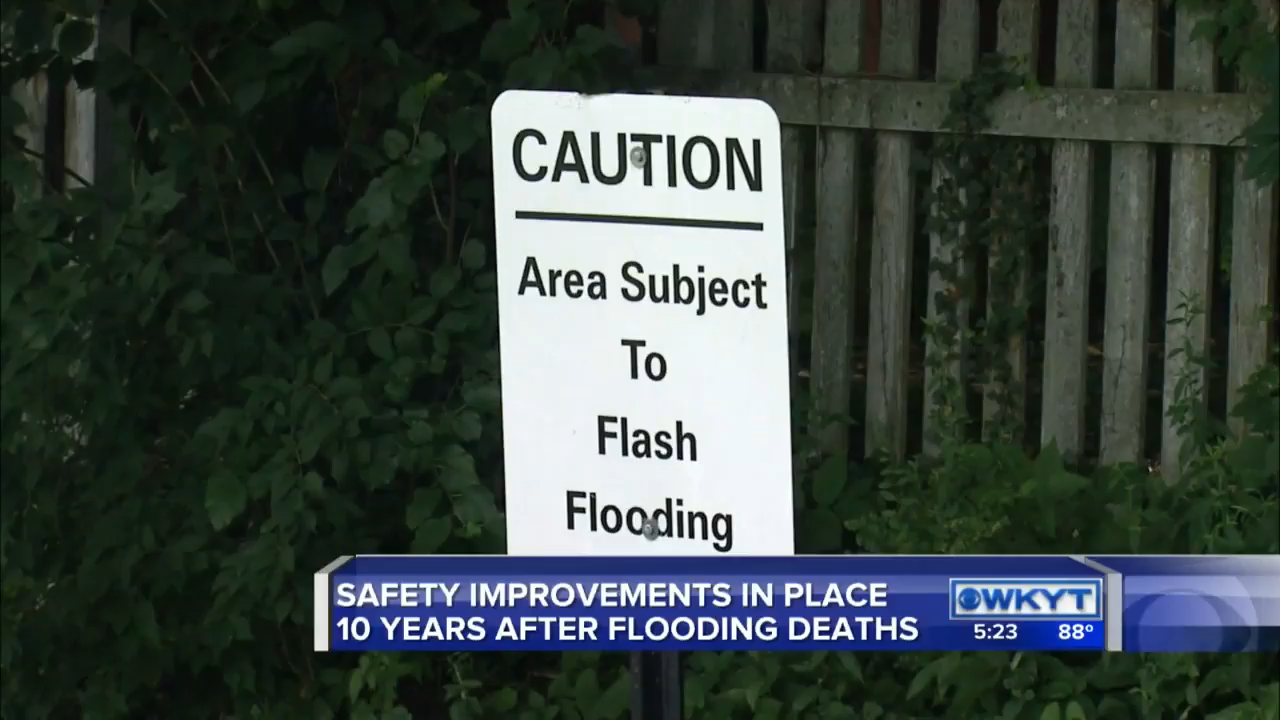 CAUTION
Area Subject
To
Flash
Flooding
SAFETY IMPROVEMENTS IN PLACE
10 YEARS AFTER FLOODING DEATHS
WKYT
5:23 88°